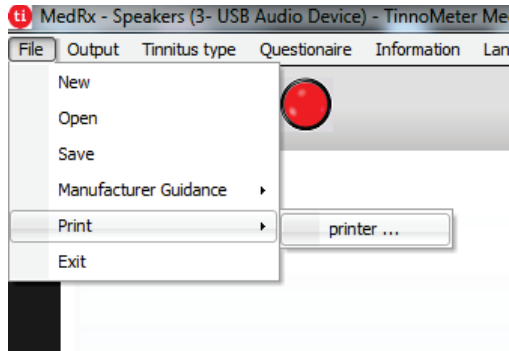 ti MedRx - Speakers (3- USB Audio Device) - TinnoMeter Me
File Output Tinnitus type Questionaire Information Lan
New
Open
Save
Manufacturer Guidance
Print
printer ...
Exit